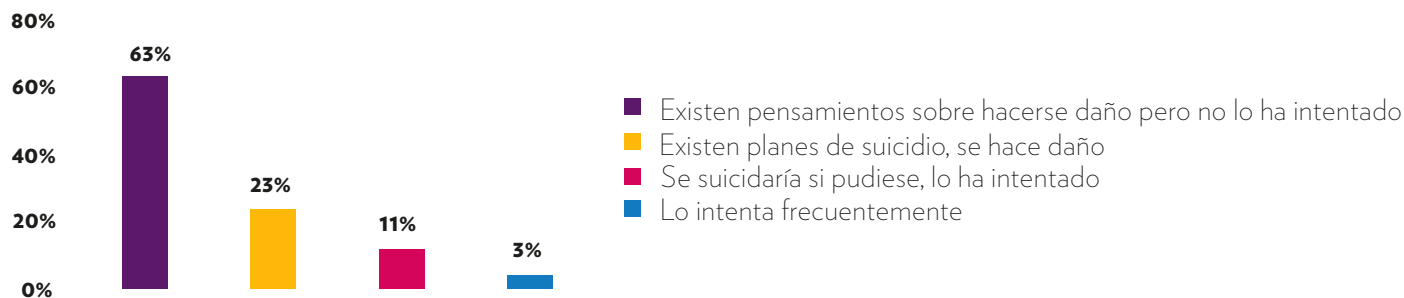 80%
63%
60%
40%
23%
20%
11%
3%
0%
Existen pensamientos sobre hacerse daño pero no lo ha intentado
Existen planes de suicidio, se hace daño
Se suicidaría si pudiese, lo ha intentado
Lo intenta frecuentemente